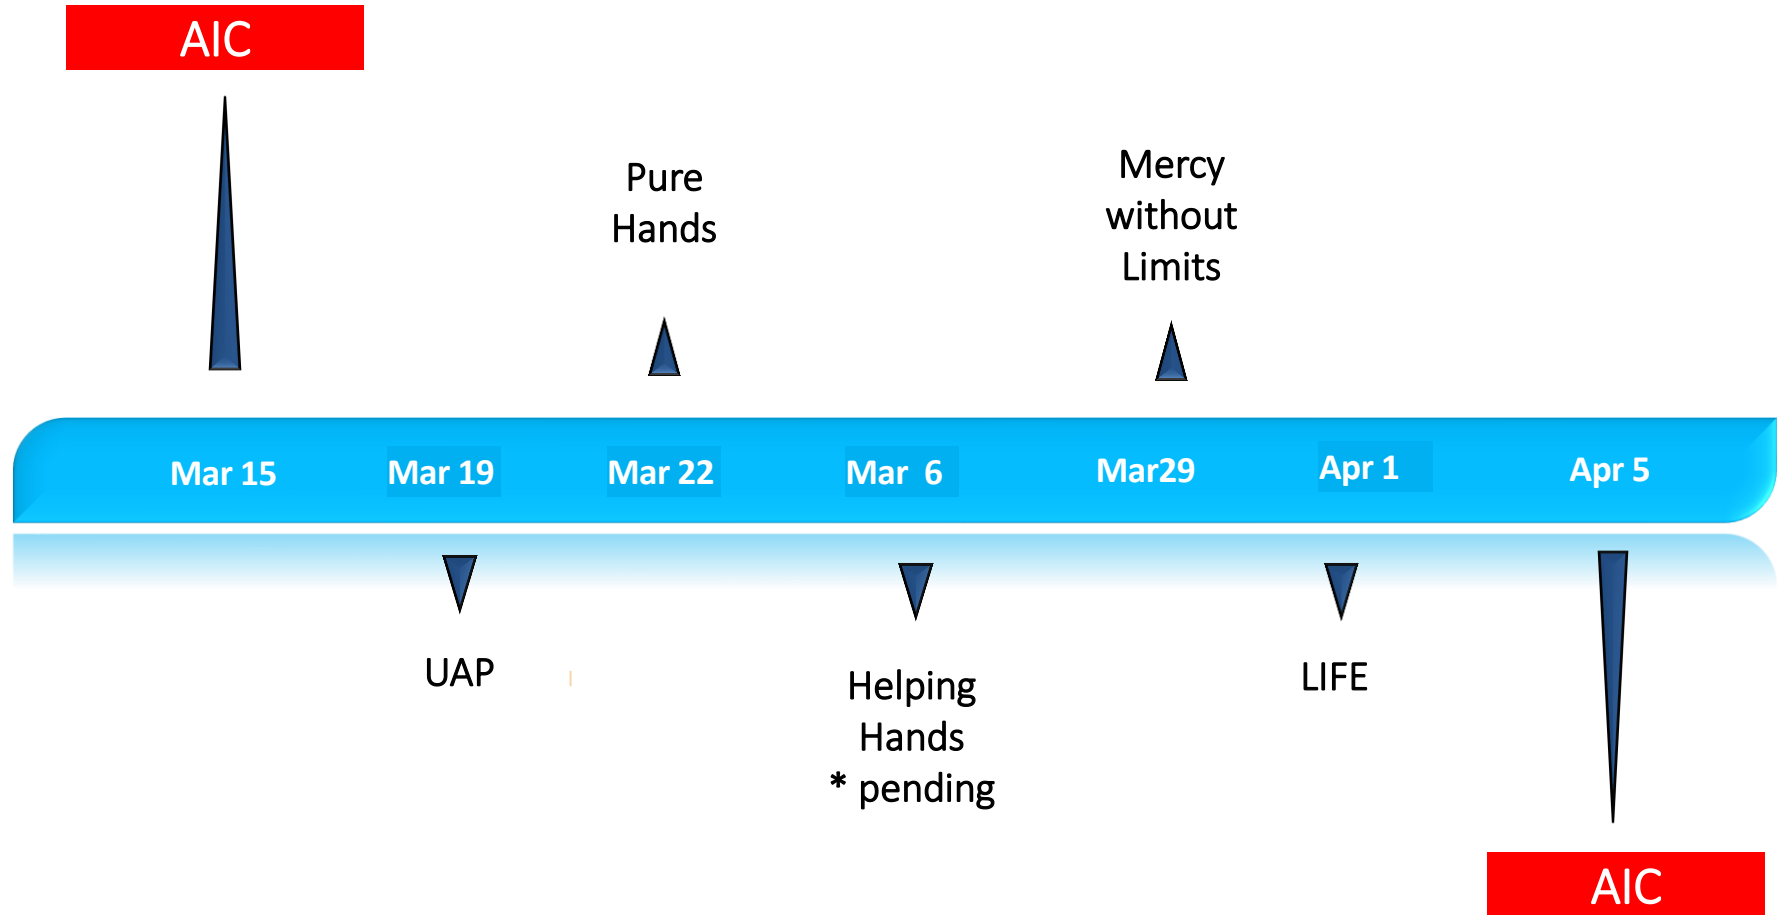 AIC
Pure
Hands
Mercy
without
Limits
Mar 15
Mar 19
Mar 22
Mar  6
Mar29
Apr 1
Apr 5
UAP
Helping
Hands
* pending
LIFE
AIC